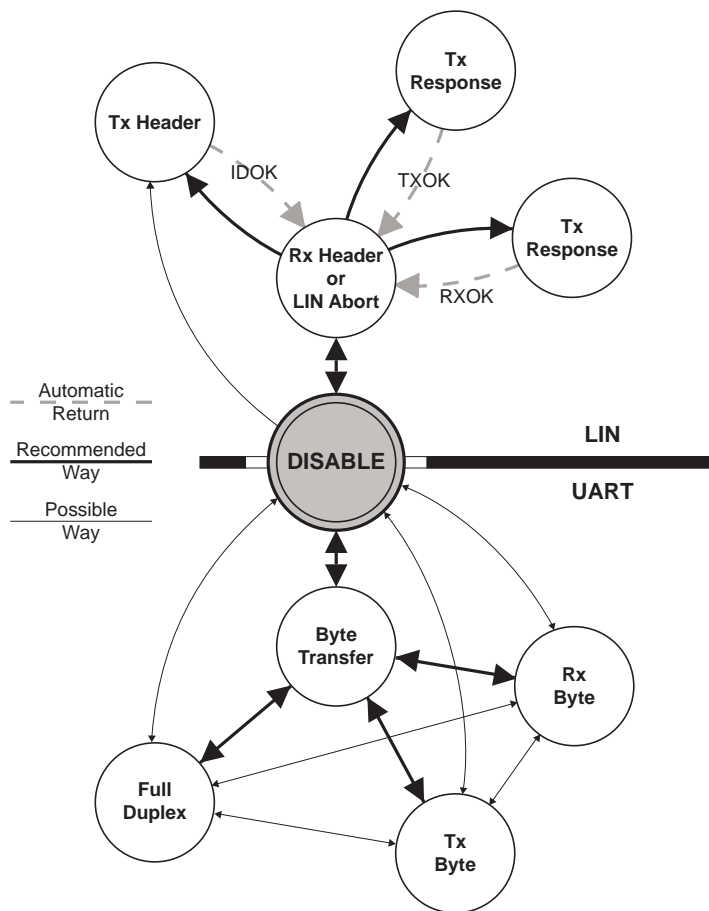 Tx
Response
Tx Header
IDOK
TXOK
Tx
Response
Rx Header
or
LIN Abort
RXOK
Automatic
Return
Recommended
Way
Possible
Way
DISABLE
LIN
UART
Byte
Transfer
Rx
Byte
Full
Duplex
Tx
Byte